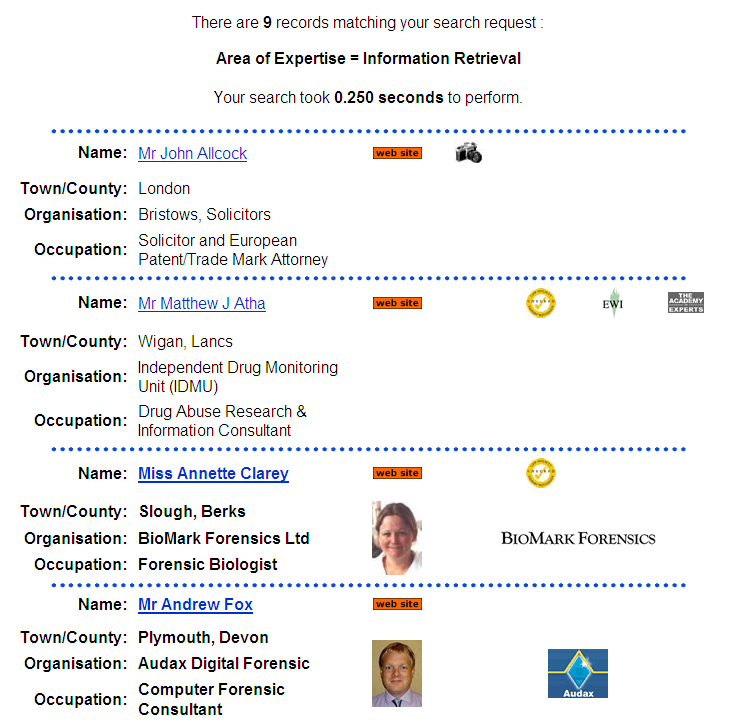 There are 9 records matching your search request :
Area of Expertise = Information Retrieval
Your search took 0.250 seconds to perform.
Name: Mr John Allcock web site
Town/County: London
Organisation: Bristows, Solicitors
Occupation: Solicitor and European
Patent/Trade Mark Attorney
Name: Mr Matthew J Atha web site EWI THE ACADEMY EXPERTS
Town/County: Wigan, Lancs
Organisation: Independent Drug Monitoring
Unit (IDMU)
Occupation: Drug Abuse Research &
Information Consultant
Name: Miss Annette Clarey web site
Town/County: Slough, Berks
Organisation: BioMark Forensics Ltd
BIOMARK FORENSICS
Occupation: Forensic Biologist
Name: Mr Andrew Fox web site
Town/County: Plymouth, Devon
Organisation: Audax Digital Forensic
Occupation: Computer Forensic
Consultant
Audax